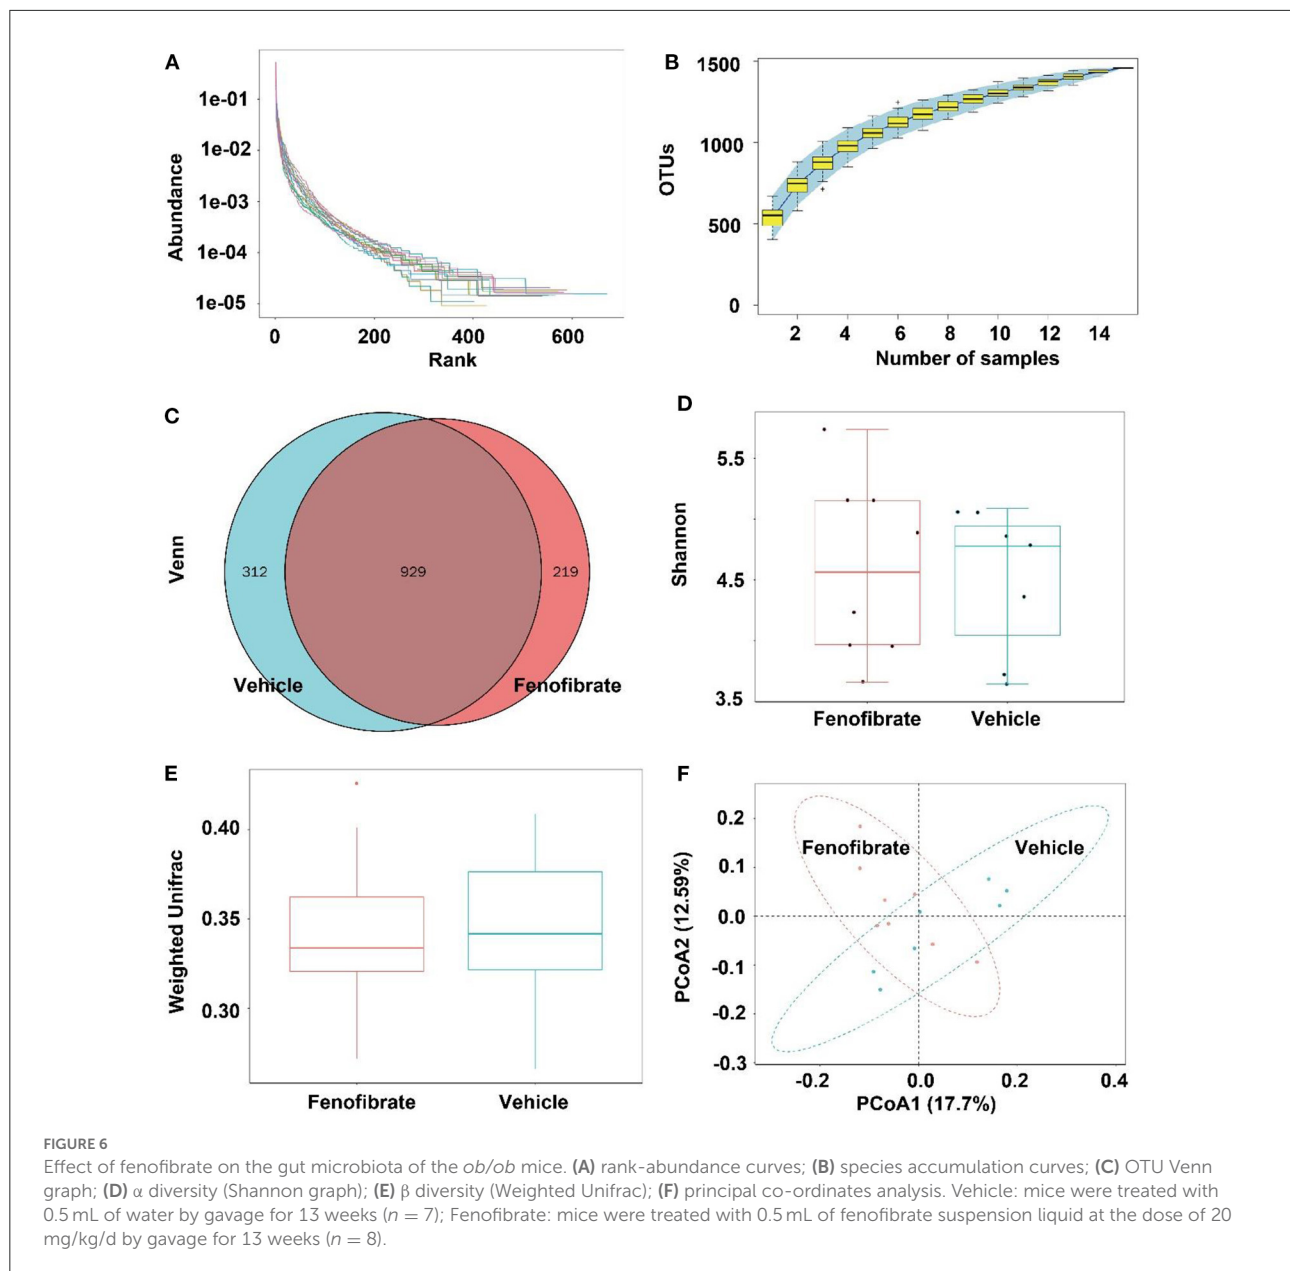 A
1e-01
1e-02
1e-03
1e-04
1e-05
Abundance
0 200 400 600
Rank
B
1500
1000
500
0
OTUs
2 4 6 8 10 12 14
Number of samples
C
Venn
312 929 219
Vehicle Fenofibrate
D
5.5
4.5
3.5
Shannon
Fenofibrate Vehicle
E
0.40
0.35
0.30
Weighted Unifrac
Fenofibrate Vehicle
F
0.2
0.1
0.0
-0.1
-0.2
-0.3
PCoA2 (12.59%)
Fenofibrate Vehicle
-0.2 0.0 0.2 0.4
PCoA1 (17.7%)
FIGURE 6
Effect of fenofibrate on the gut microbiota of the ob/ob mice. (A) rank-abundance curves; (B) species accumulation curves; (C) OTU Venn
graph; (D) α diversity (Shannon graph); (E) β diversity (Weighted Unifrac); (F) principal co-ordinates analysis. Vehicle: mice were treated with
0.5 mL of water by gavage for 13 weeks (n = 7); Fenofibrate: mice were treated with 0.5 mL of fenofibrate suspension liquid at the dose of 20
mg/kg/d by gavage for 13 weeks (n = 8).